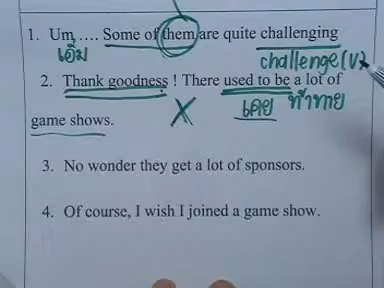 1. Um, .... Some of them are quite challenging
เอิ่ม challenge (v)
2. Thank goodness ! There used to be a lot of
X เคย ท้าทาย
game shows.
3. No wonder they get a lot of sponsors.
4. Of course, I wish I joined a game show.